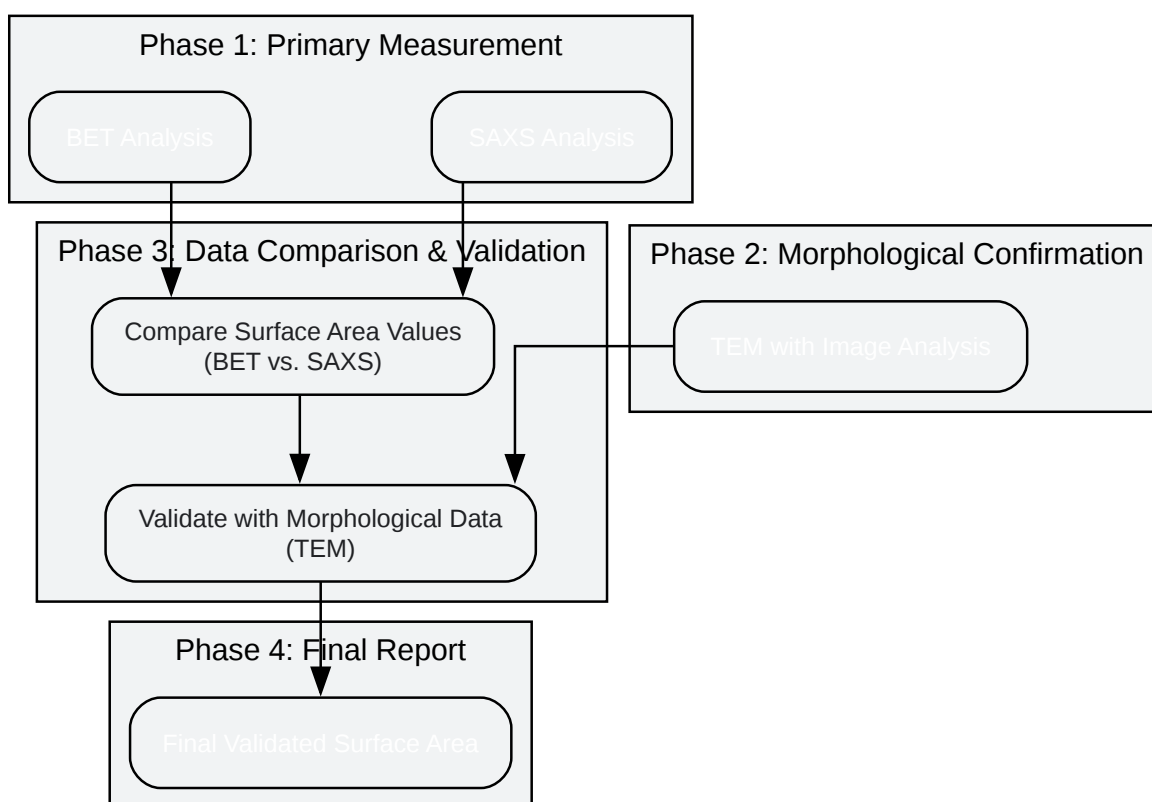 Phase 1: Primary Measurement
BET Analysis
SAXS Analysis
Phase 3: Data Comparison & Validation
Phase 2: Morphological Confirmation
Compare Surface Area Values
(BET vs. SAXS)
TEM with Image Analysis
Validate with Morphological Data
(TEM)
Phase 4: Final Report
Final Validated Surface Area